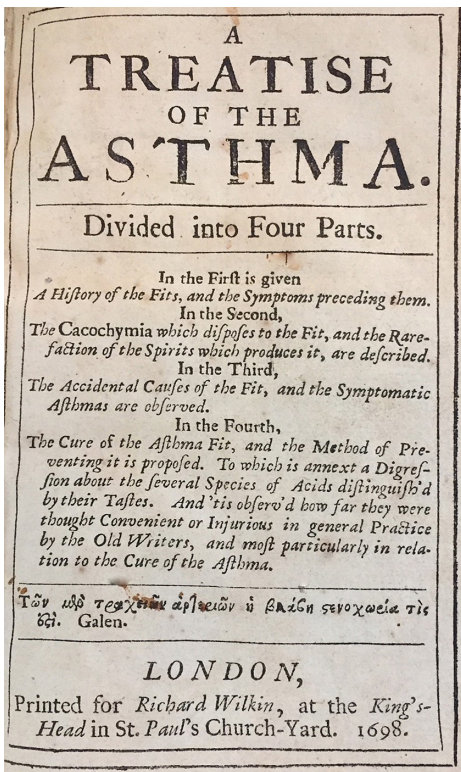 A
TREATISE
OF THE
ASTHMA.
Divided into Four Parts.
In the Firſt is given
A Hiſtory of the Fits, and the Symptoms preceding them.
In the Second,
The Cacochymia which diſpoſes to the Fit, and the Rare-
faction of the Spirits which produces it, are deſcribed.
In the Third,
The Accidental Cauſes of the Fit, and the Symptomatic
Aſthmas are obſerved.
In the Fourth,
The Cure of the Aſthma Fit, and the Method of Pre-
venting it is propoſed. To which is annext a Digreſ-
ſion about the ſeveral Species of Acids diſtinguiſh'd
by their Taſtes. And 'tis obſerv'd how far they were
thought Convenient or Injurious in general Practice
by the Old Writers, and moſt particularly in rela-
tion to the Cure of the Aſthma.
Τῶν τραχειῶν ἀρτεριῶν ἡ βλάβη ϛενοχωρία τὶς
ὅζι. Galen.
LONDON,
Printed for Richard Wilkin, at the King's-
Head in St. Paul's Church-Yard. 1698.